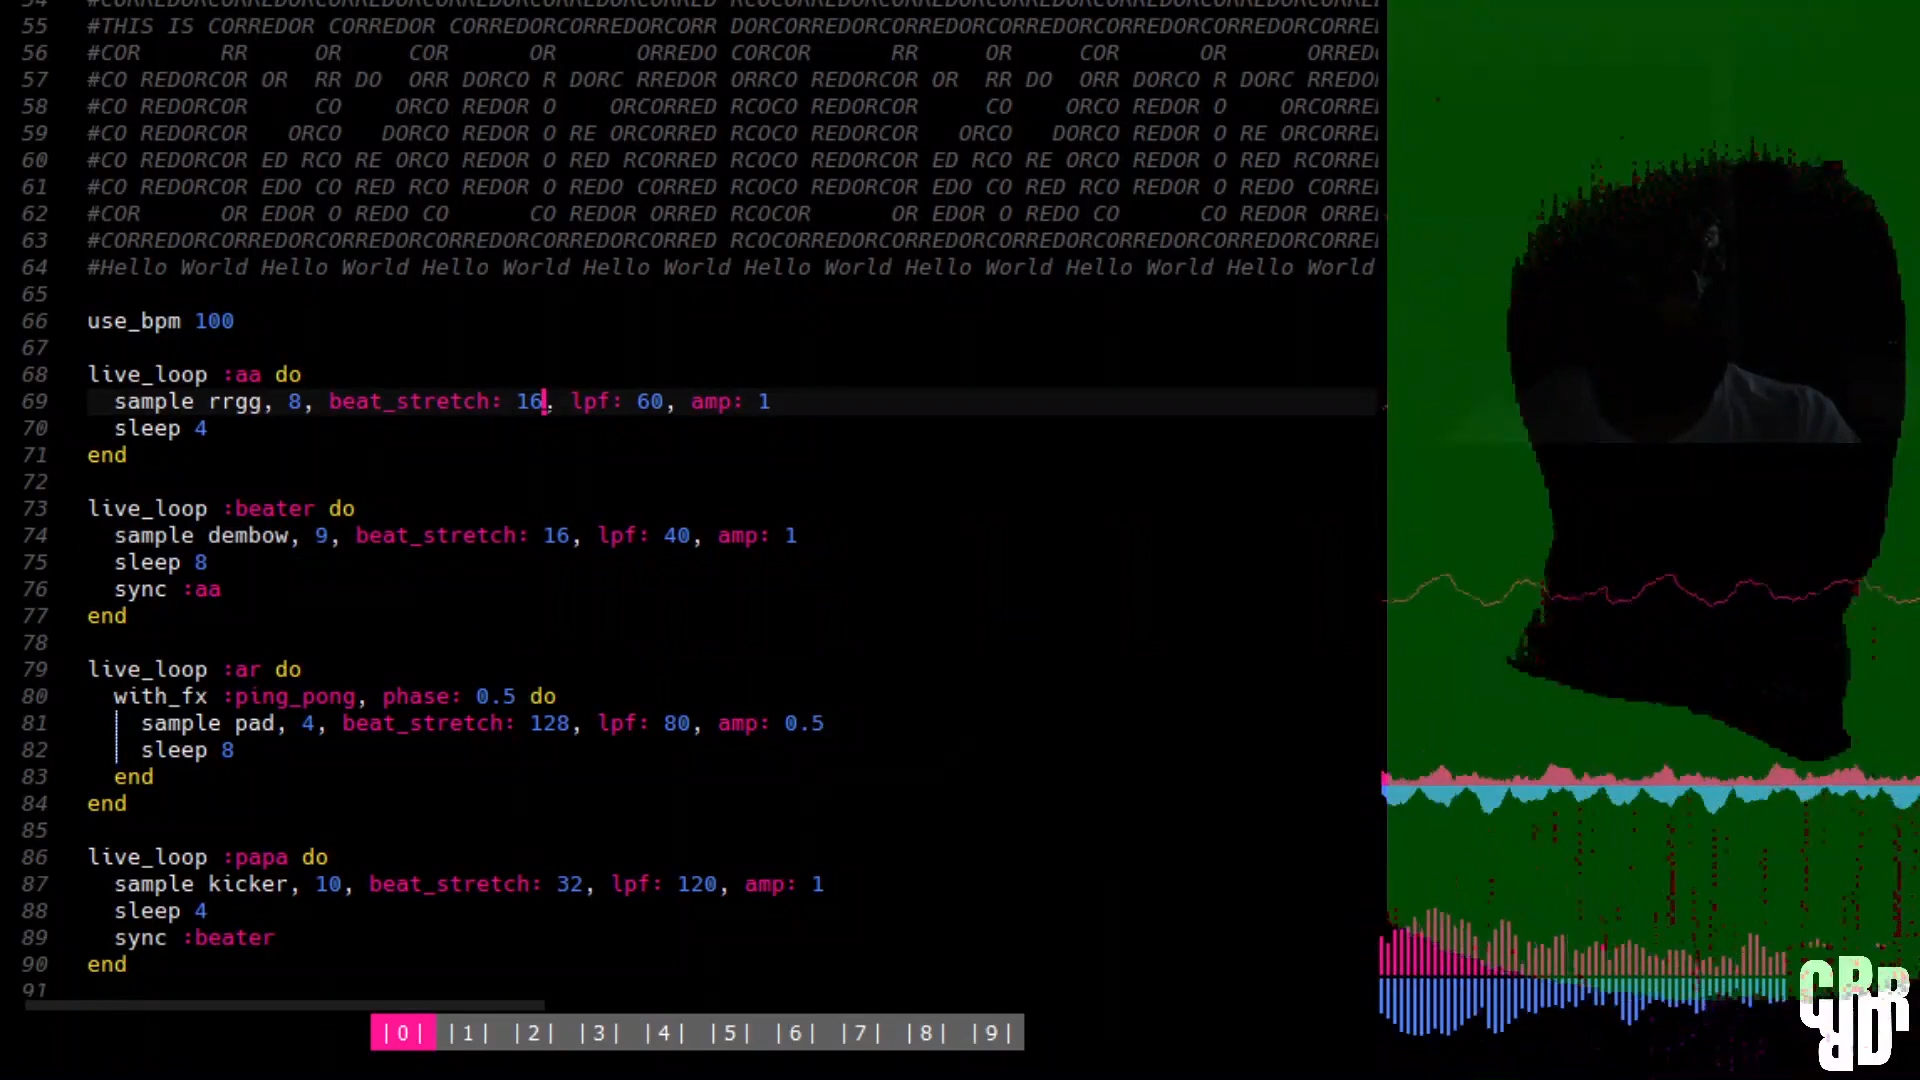 55 #THIS IS CORREDOR CORREDOR CORREDORCORREDORCORR DORCORREDORCORREDORCORREDORCORREDORCORREDORCORRE
56 #COR      RR     OR     COR      OR      ORREDO CORCOR      RR     OR     COR      OR      ORRED
57 #CO REDORCOR OR  RR DO  ORR DORCO R DORC RREDOR ORRCO REDORCOR OR  RR DO  ORR DORCO R DORC RREDO
58 #CO REDORCOR     CO    ORCO REDOR O    ORCORRED RCOCO REDORCOR     CO    ORCO REDOR O    ORCORRE
59 #CO REDORCOR   ORCO   DORCO REDOR O RE ORCORRED RCOCO REDORCOR   ORCO   DORCO REDOR O RE ORCORRE
60 #CO REDORCOR ED RCO RE ORCO REDOR O RED RCORRED RCOCO REDORCOR ED RCO RE ORCO REDOR O RED RCORRE
61 #CO REDORCOR EDO CO RED RCO REDOR O REDO CORRED RCOCO REDORCOR EDO CO RED RCO REDOR O REDO CORRE
62 #COR      OR EDOR O REDO CO      CO REDOR ORRED RCOCOR      OR EDOR O REDO CO      CO REDOR ORRE
63 #CORREDORCORREDORCORREDORCORREDORCORREDORCORRED RCOCORREDORCORREDORCORREDORCORREDORCORREDORCORRE
64 #Hello World Hello World Hello World Hello World Hello World Hello World Hello World Hello World
65
66 use_bpm 100
67
68 live_loop :aa do
69 sample rrgg, 8, beat_stretch: 16, lpf: 60, amp: 1
70 sleep 4
71 end
72
73 live_loop :beater do
74 sample dembow, 9, beat_stretch: 16, lpf: 40, amp: 1
75 sleep 8
76 sync :aa
77 end
78
79 live_loop :ar do
80 with_fx :ping_pong, phase: 0.5 do
81 sample pad, 4, beat_stretch: 128, lpf: 80, amp: 0.5
82 sleep 8
83 end
84 end
85
86 live_loop :papa do
87 sample kicker, 10, beat_stretch: 32, lpf: 120, amp: 1
88 sleep 4
89 sync :beater
90 end
91
|0| |1| |2| |3| |4| |5| |6| |7| |8| |9|